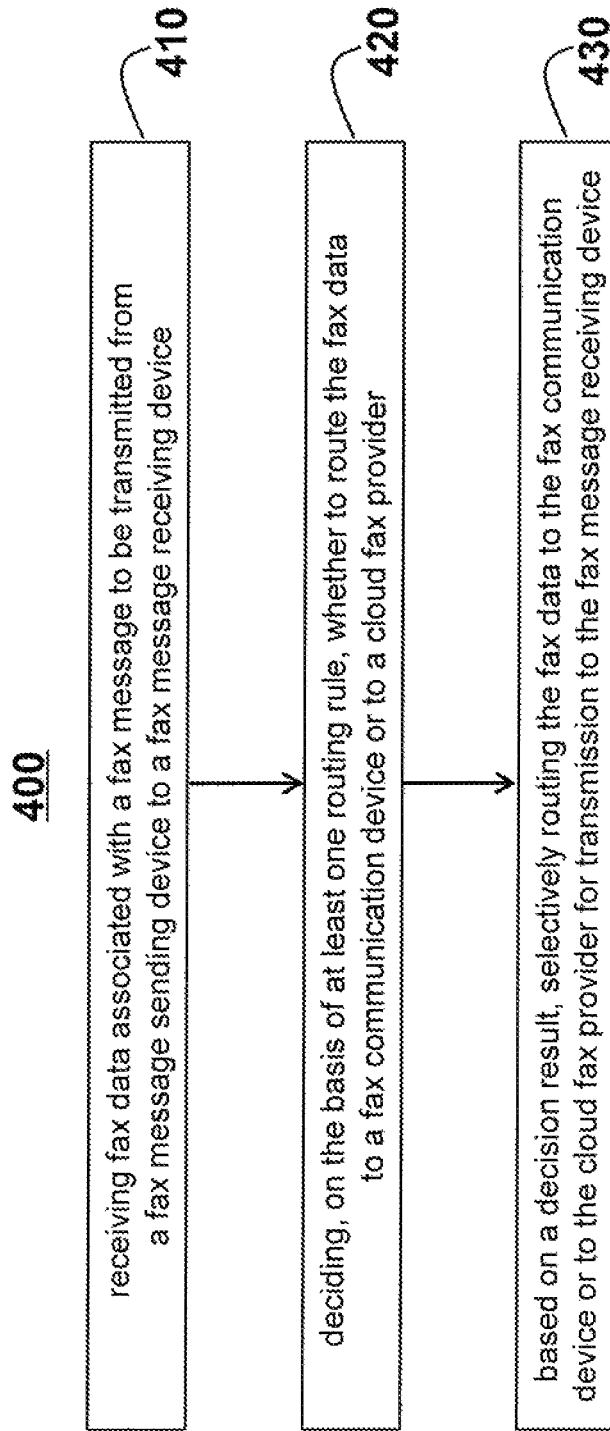 400
receiving fax data associated with a fax message to be transmitted from
a fax message sending device to a fax message receiving device
410
deciding, on the basis of at least one routing rule, whether to route the fax data
to a fax communication device or to a cloud fax provider
420
based on a decision result, selectively routing the fax data to the fax communication
device or to the cloud fax provider for transmission to the fax message receiving device
430